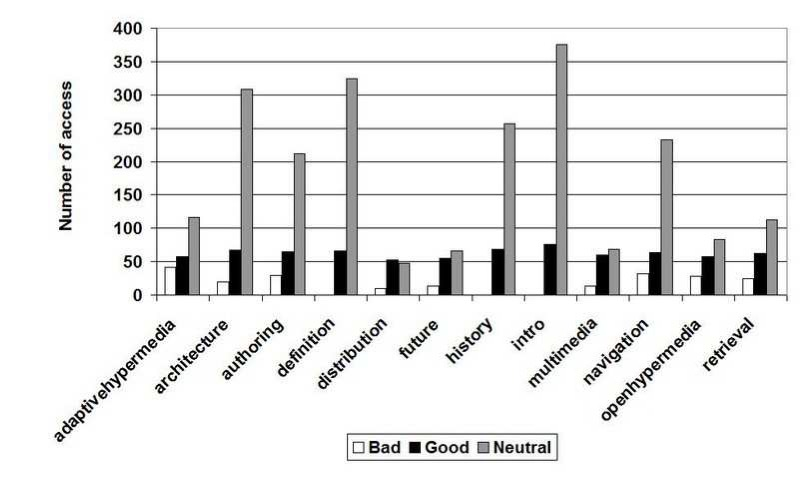 400
350
300
250
200
150
100
50
0
Number of access
adaptivehypermedia
architecture
authoring
definition
distribution
future
history
intro
multimedia
navigation
openhypermedia
retrieval
Bad Good Neutral